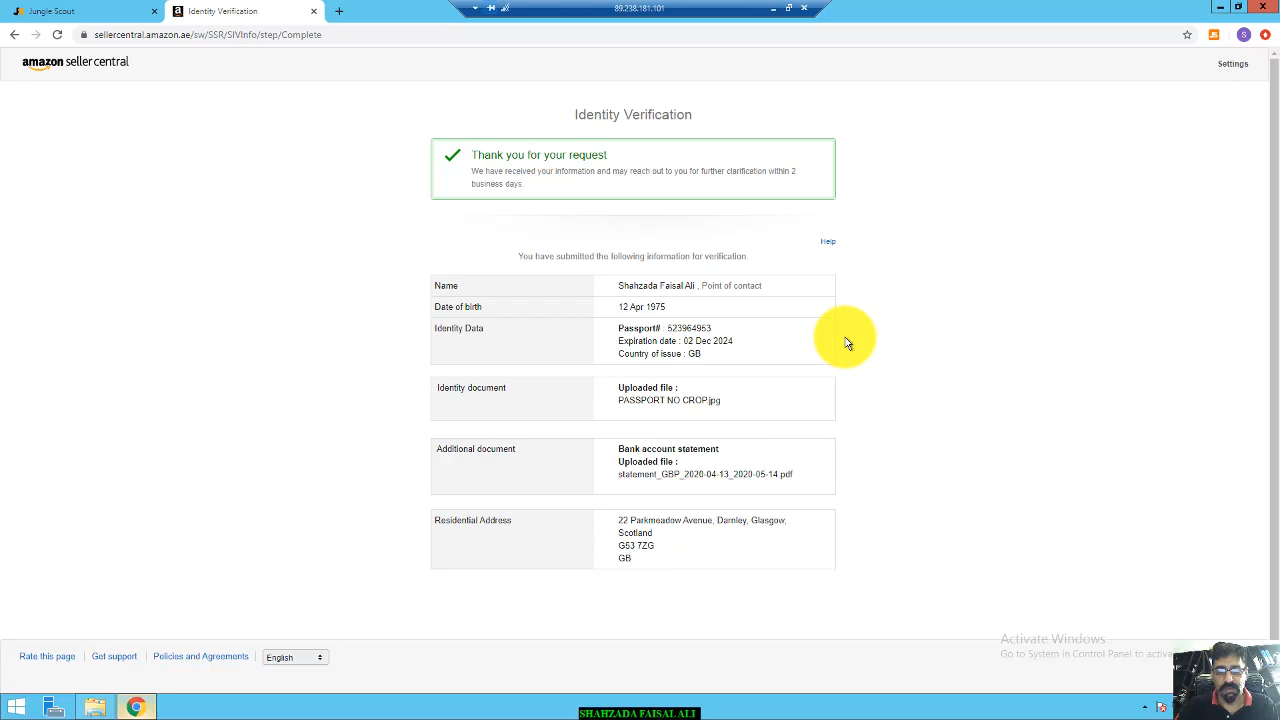 Jungle Scout
Identity Verification
89.238.181.101
sellercentral.amazon.ae/sw/SSR/SIVInfo/step/Complete
JS
S
amazon seller central
Settings
Identity Verification
Thank you for your request
We have received your information and may reach out to you for further clarification within 2
business days.
Help
You have submitted the following information for verification.
Name
Shahzada Faisal Ali , Point of contact
Date of birth
12 Apr 1975
Identity Data
Passport# : 523964953
Expiration date : 02 Dec 2024
Country of issue : GB
Identity document
Uploaded file :
PASSPORT NO CROP.jpg
Additional document
Bank account statement
Uploaded file :
statement_GBP_2020-04-13_2020-05-14.pdf
Residential Address
22 Parkmeadow Avenue, Darnley, Glasgow,
Scotland
G53 7ZG
GB
Activate Windows
Go to System in Control Panel to activa
Rate this page
Get support
Policies and Agreements
English
SHAHZADA FAISAL ALI